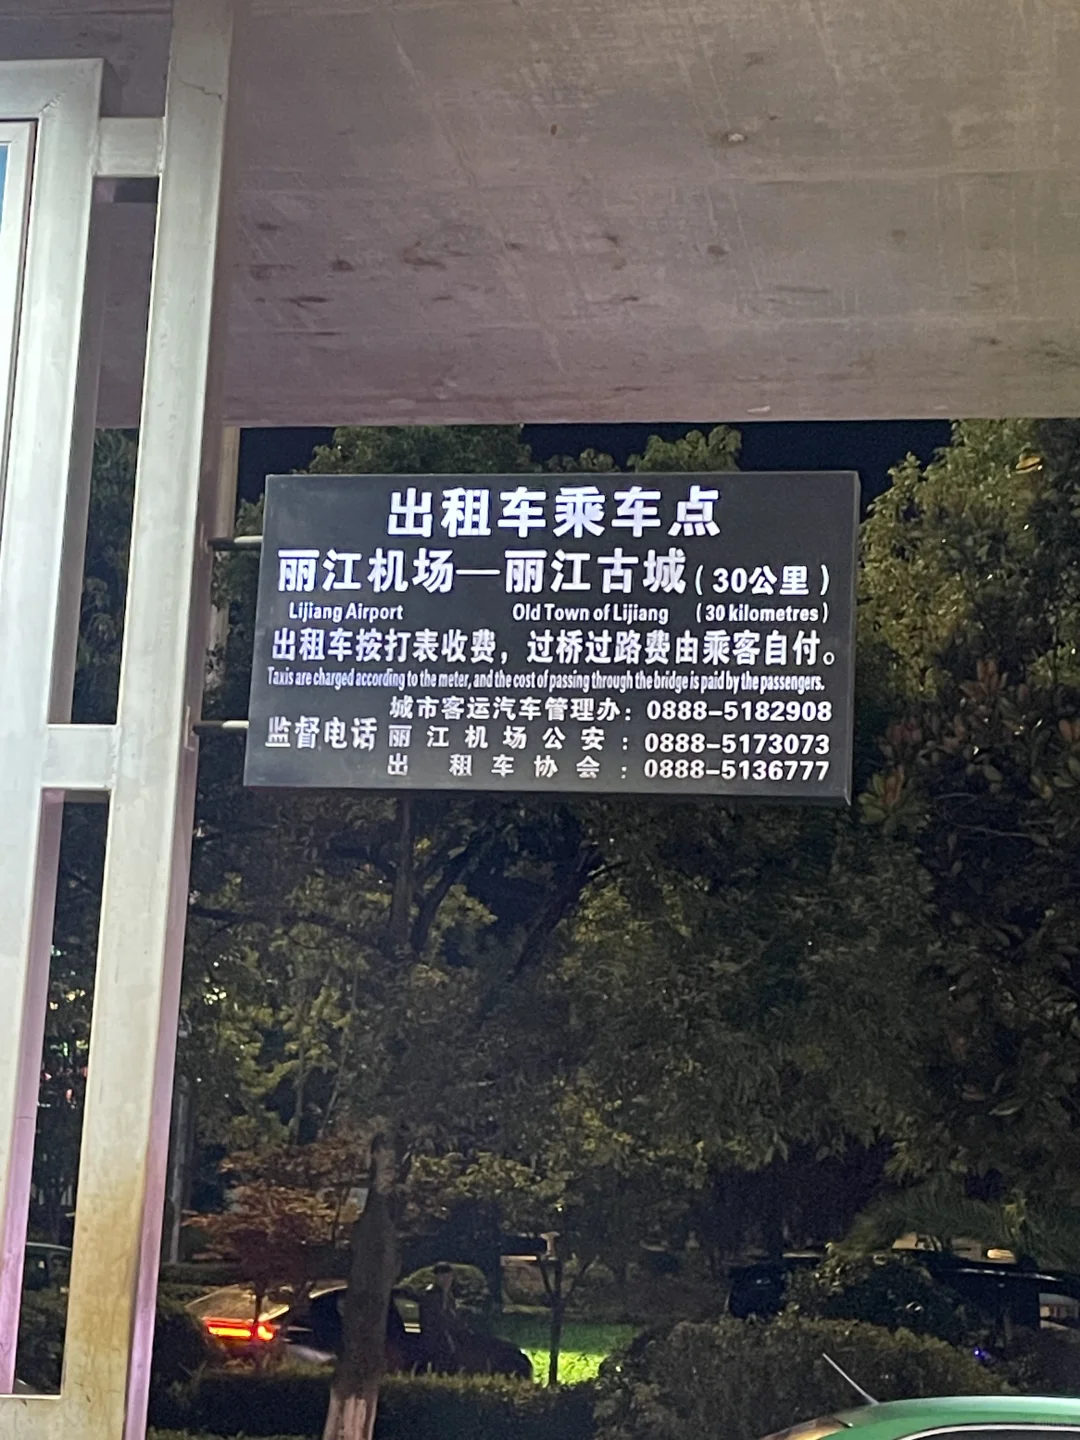 出租车乘车点
丽江机场—丽江古城(30公里)
Lijiang Airport Old Town of Lijiang (30 kilometres)
出租车按打表收费，过桥过路费由乘客自付。
Taxis are charged according to the meter, and the cost of passing through the bridge is paid by the passengers.
监督电话
城市客运汽车管理办：0888-5182908
丽江机场公安：0888-5173073
出租车协会：0888-5136777